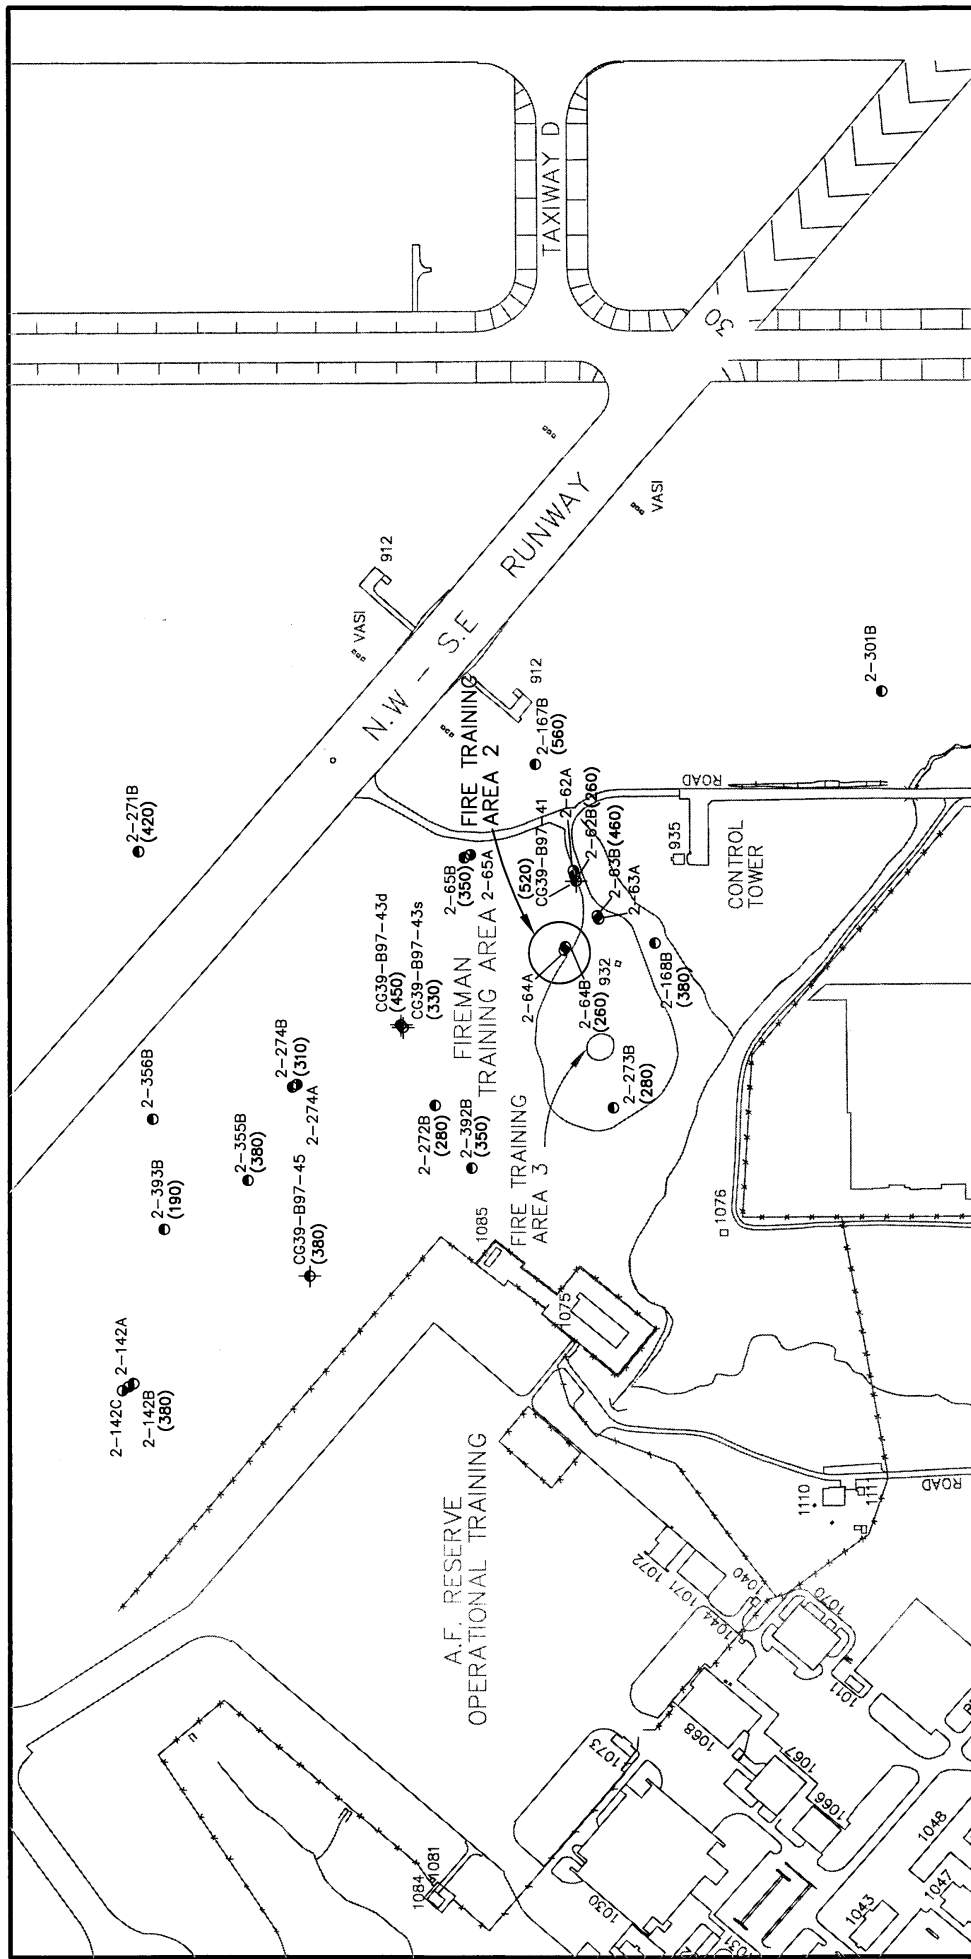 TAXIWAY D
30
N.W - S.E RUNWAY
VASI
VASI
912
912
2-271B
(420)
2-301B
FIRE TRAINING
AREA 2
2-167B
(560)
ROAD
935
CONTROL
TOWER
2-62A
2-62B(260)
CG39-B97-41
(520)
2-63B(460)
2-63A
2-65B
(350)
2-65A
2-64A
2-64B
(260)
932
2-168B
(380)
CG39-B97-43d
(450)
CG39-B97-43s
(330)
FIREMAN
TRAINING AREA 2
2-274B
(310)
2-274A
2-356B
2-355B
(380)
2-393B
(190)
CG39-B97-45
(380)
2-272B
(280)
2-392B
(350)
2-273B
(280)
FIRE TRAINING
AREA 3
1085
1075
1076
2-142C
2-142A
2-142B
(380)
A.F. RESERVE
OPERATIONAL TRAINING
1110
1111
ROAD
1072
1071
1040
1044
1070
1011
1068
1067
1066
1073
1084
1081
1030
1031
1043
1048
1047